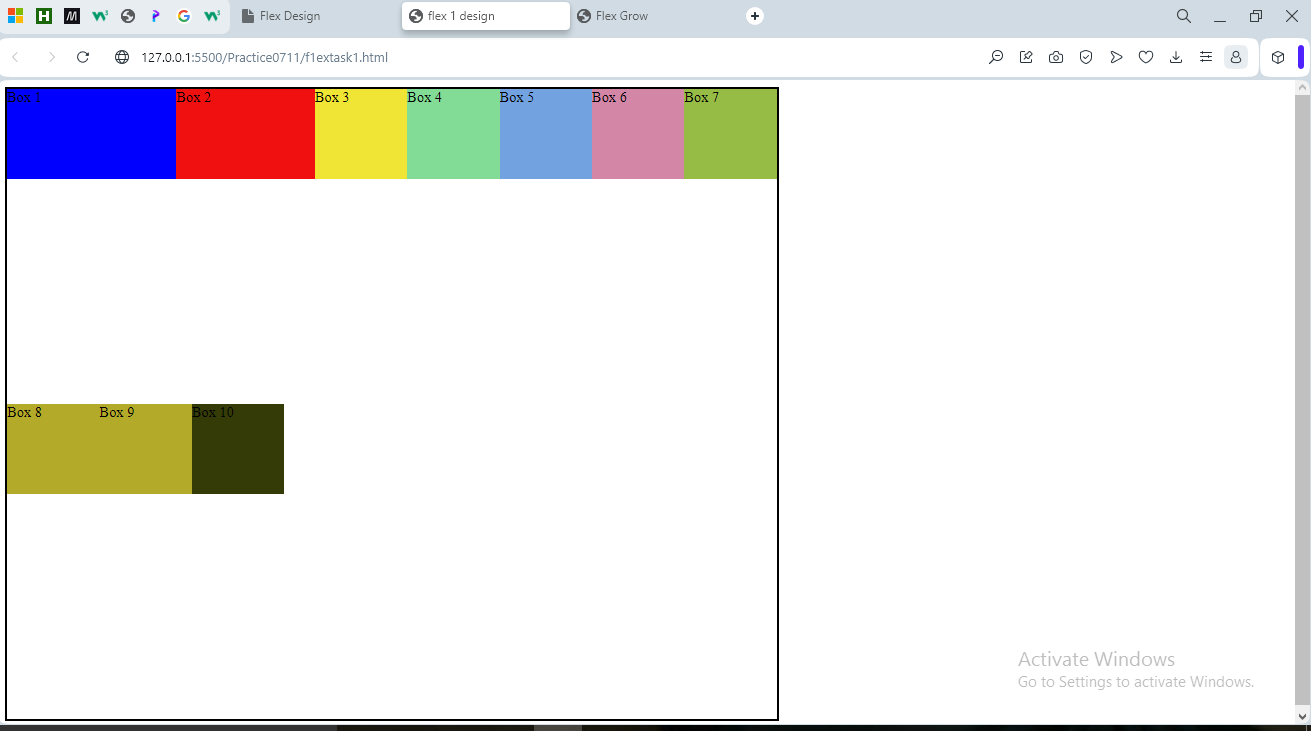 Flex Design
flex 1 design
Flex Grow
127.0.0.1:5500/Practice0711/f1extask1.html
Box 1
Box 2
Box 3
Box 4
Box 5
Box 6
Box 7
Box 8
Box 9
Box 10
Activate Windows
Go to Settings to activate Windows.